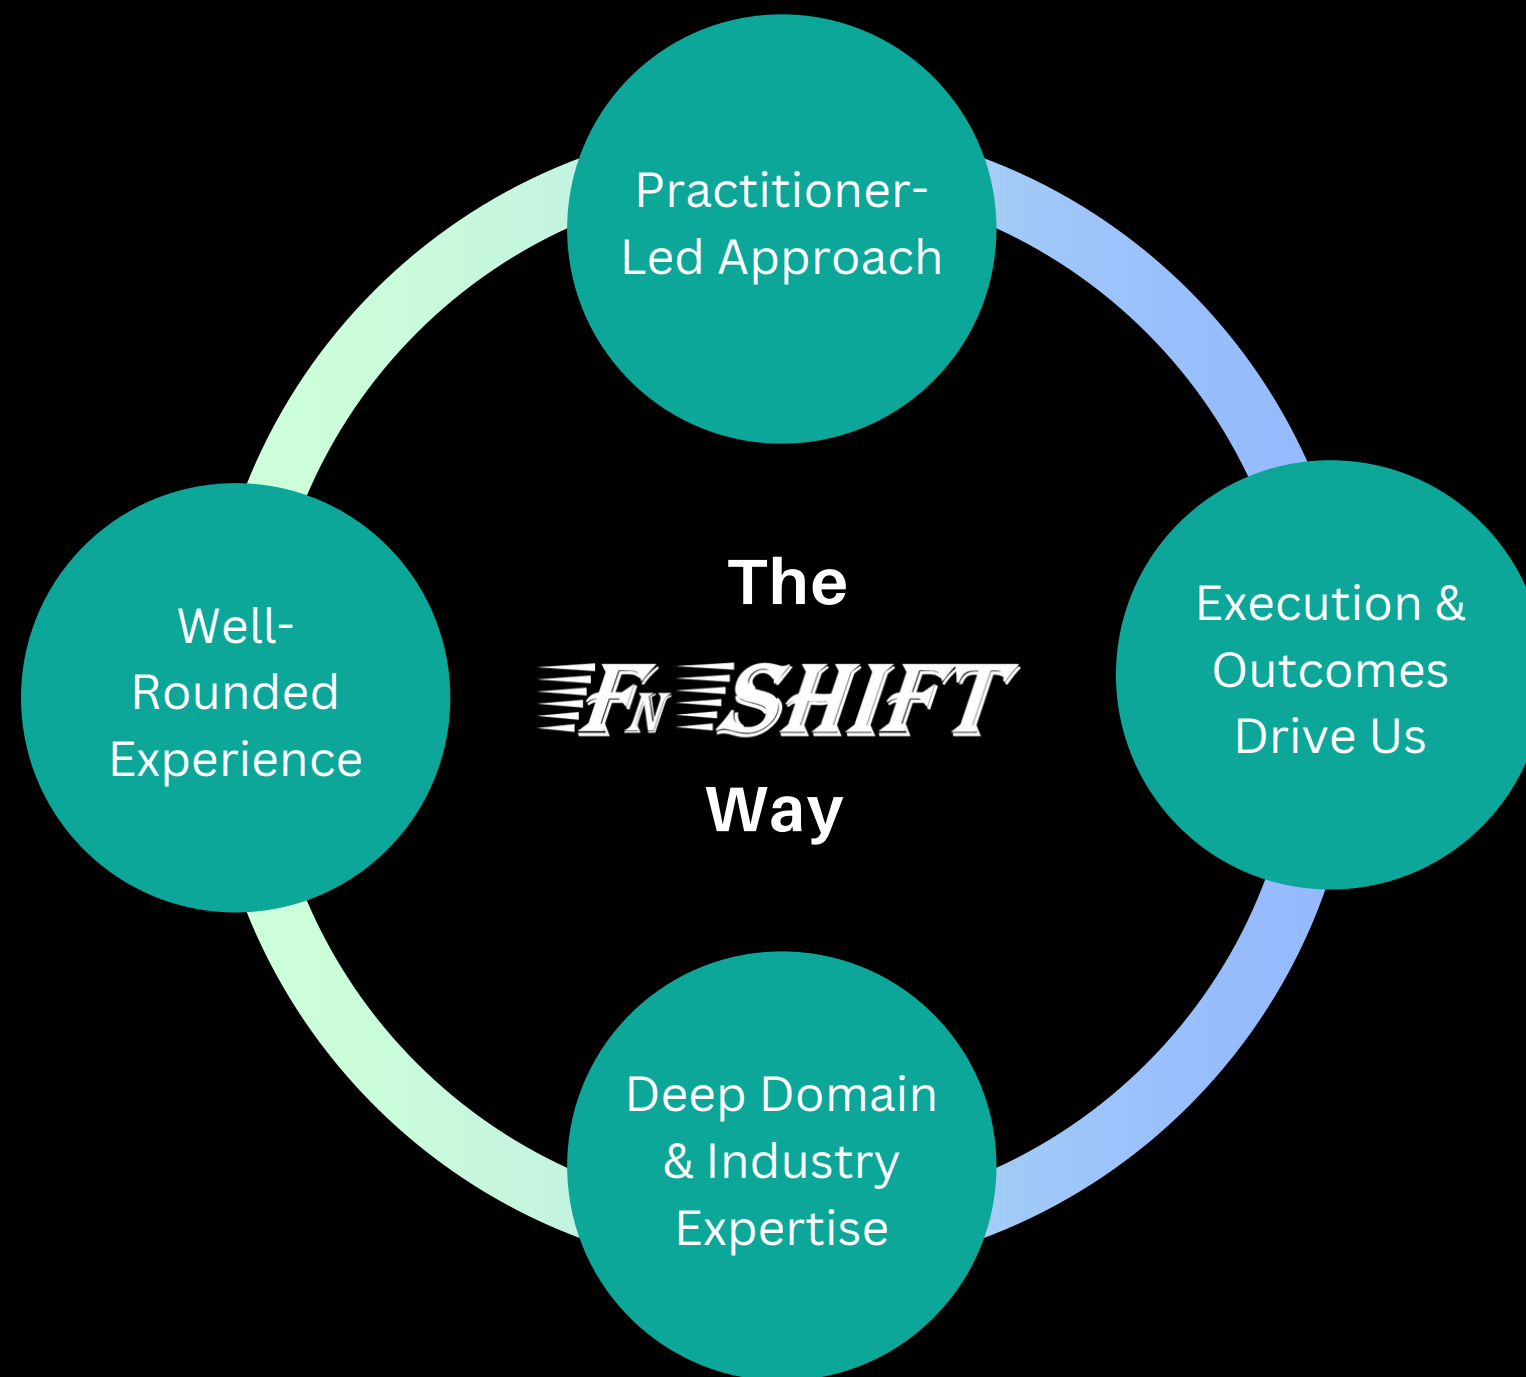 Practitioner-
Led Approach
Execution &
Outcomes
Drive Us
Well-
Rounded
Experience
The
FN SHIFT
Way
Deep Domain
& Industry
Expertise